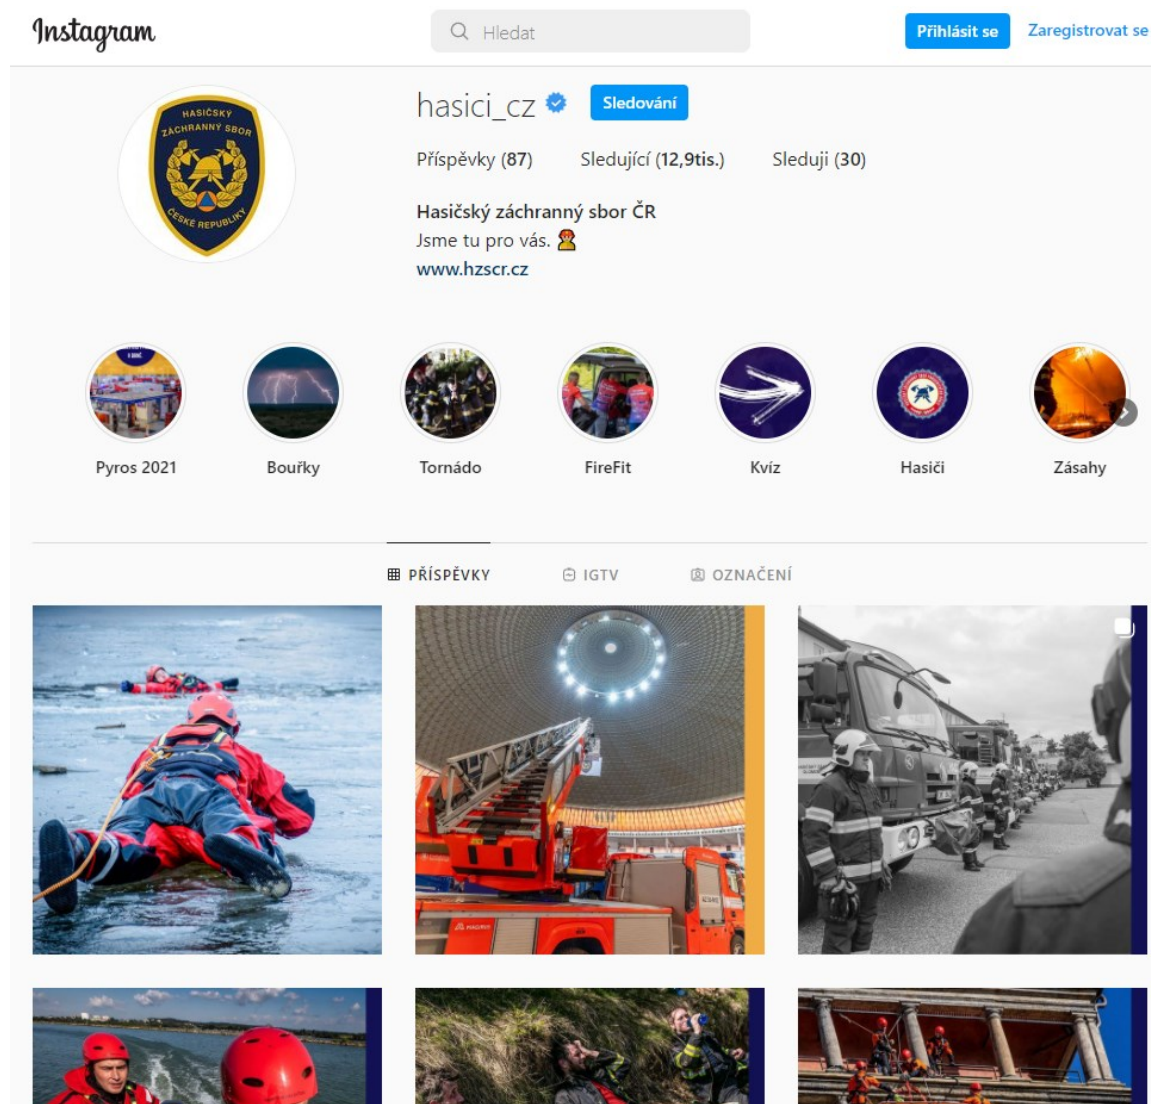 Instagram
Hledat
Přihlásit se
Zaregistrovat se
HASIČSKÝ
ZÁCHRANNÝ SBOR
ČESKÉ REPUBLIKY
hasici_cz
Sledování
Příspěvky (87) Sledující (12,9tis.) Sleduji (30)
Hasičský záchranný sbor ČR
Jsme tu pro vás.
www.hzscr.cz
Pyros 2021 Bouřky Tornádo FireFit Kvíz Hasiči Zásahy
PŘÍSPĚVKY IGTV OZNAČENÍ
MAGIRUS